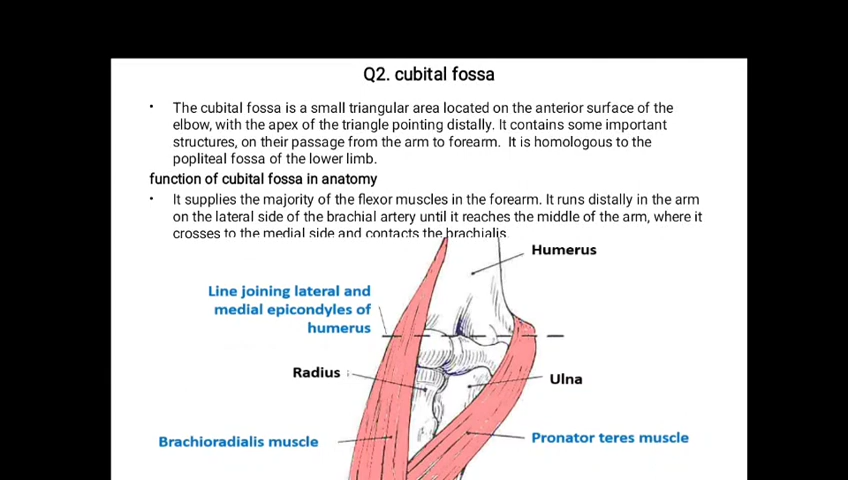 Q2. cubital fossa
• The cubital fossa is a small triangular area located on the anterior surface of the
elbow, with the apex of the triangle pointing distally. It contains some important
structures, on their passage from the arm to forearm. It is homologous to the
popliteal fossa of the lower limb.
function of cubital fossa in anatomy
• It supplies the majority of the flexor muscles in the forearm. It runs distally in the arm
on the lateral side of the brachial artery until it reaches the middle of the arm, where it
crosses to the medial side and contacts the brachialis.
Humerus
Line joining lateral and
medial epicondyles of
humerus
Radius
Ulna
Brachioradialis muscle
Pronator teres muscle